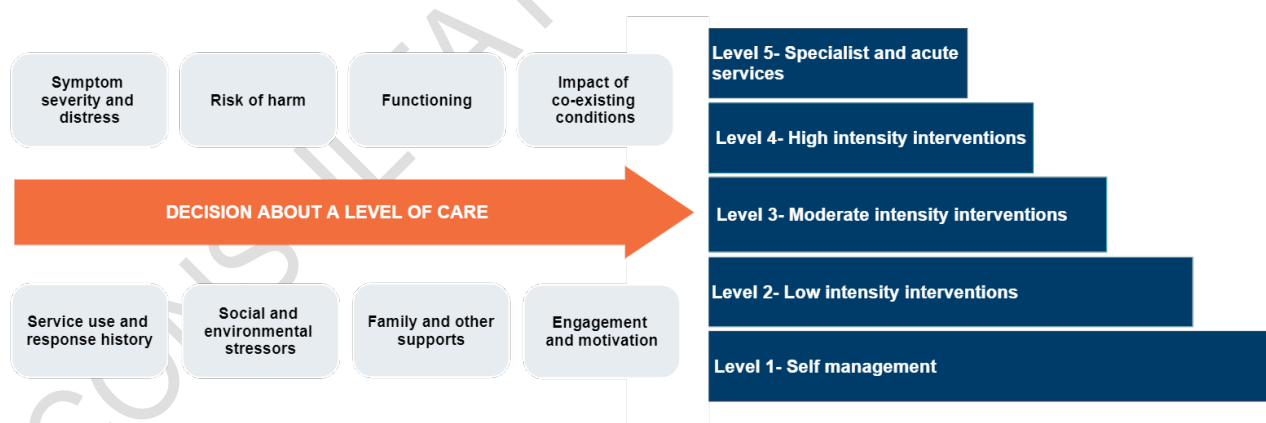 Symptom
severity and
distress
Risk of harm
Functioning
Impact of
co-existing
conditions
DECISION ABOUT A LEVEL OF CARE
Service use and
response history
Social and
environmental
stressors
Family and other
supports
Engagement
and motivation
Level 5- Specialist and acute
services
Level 4- High intensity interventions
Level 3- Moderate intensity interventions
Level 2- Low intensity interventions
Level 1- Self management